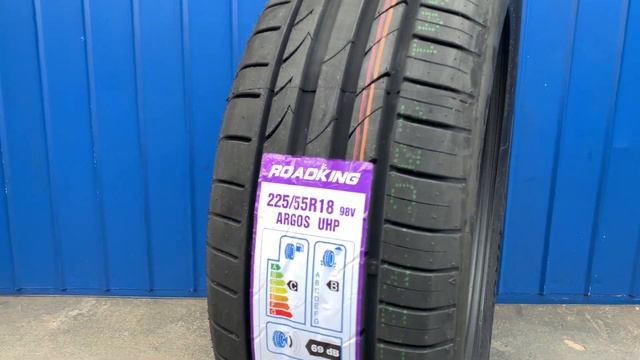 ROADKING
225/55R18 98V
ARGOS UHP
A
C
G
A
B
C
D
E
F
G
B
69 dB